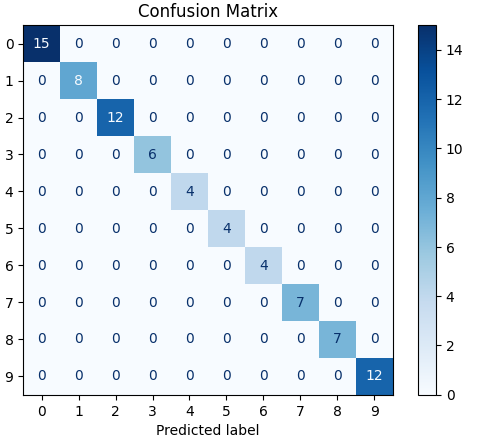 Confusion Matrix
0 15 0 0 0 0 0 0 0 0 0
1 0 8 0 0 0 0 0 0 0 0
2 0 0 12 0 0 0 0 0 0 0
3 0 0 0 6 0 0 0 0 0 0
4 0 0 0 0 4 0 0 0 0 0
5 0 0 0 0 0 4 0 0 0 0
6 0 0 0 0 0 0 4 0 0 0
7 0 0 0 0 0 0 0 7 0 0
8 0 0 0 0 0 0 0 0 7 0
9 0 0 0 0 0 0 0 0 0 12
0 1 2 3 4 5 6 7 8 9
Predicted label
14
12
10
8
6
4
2
0